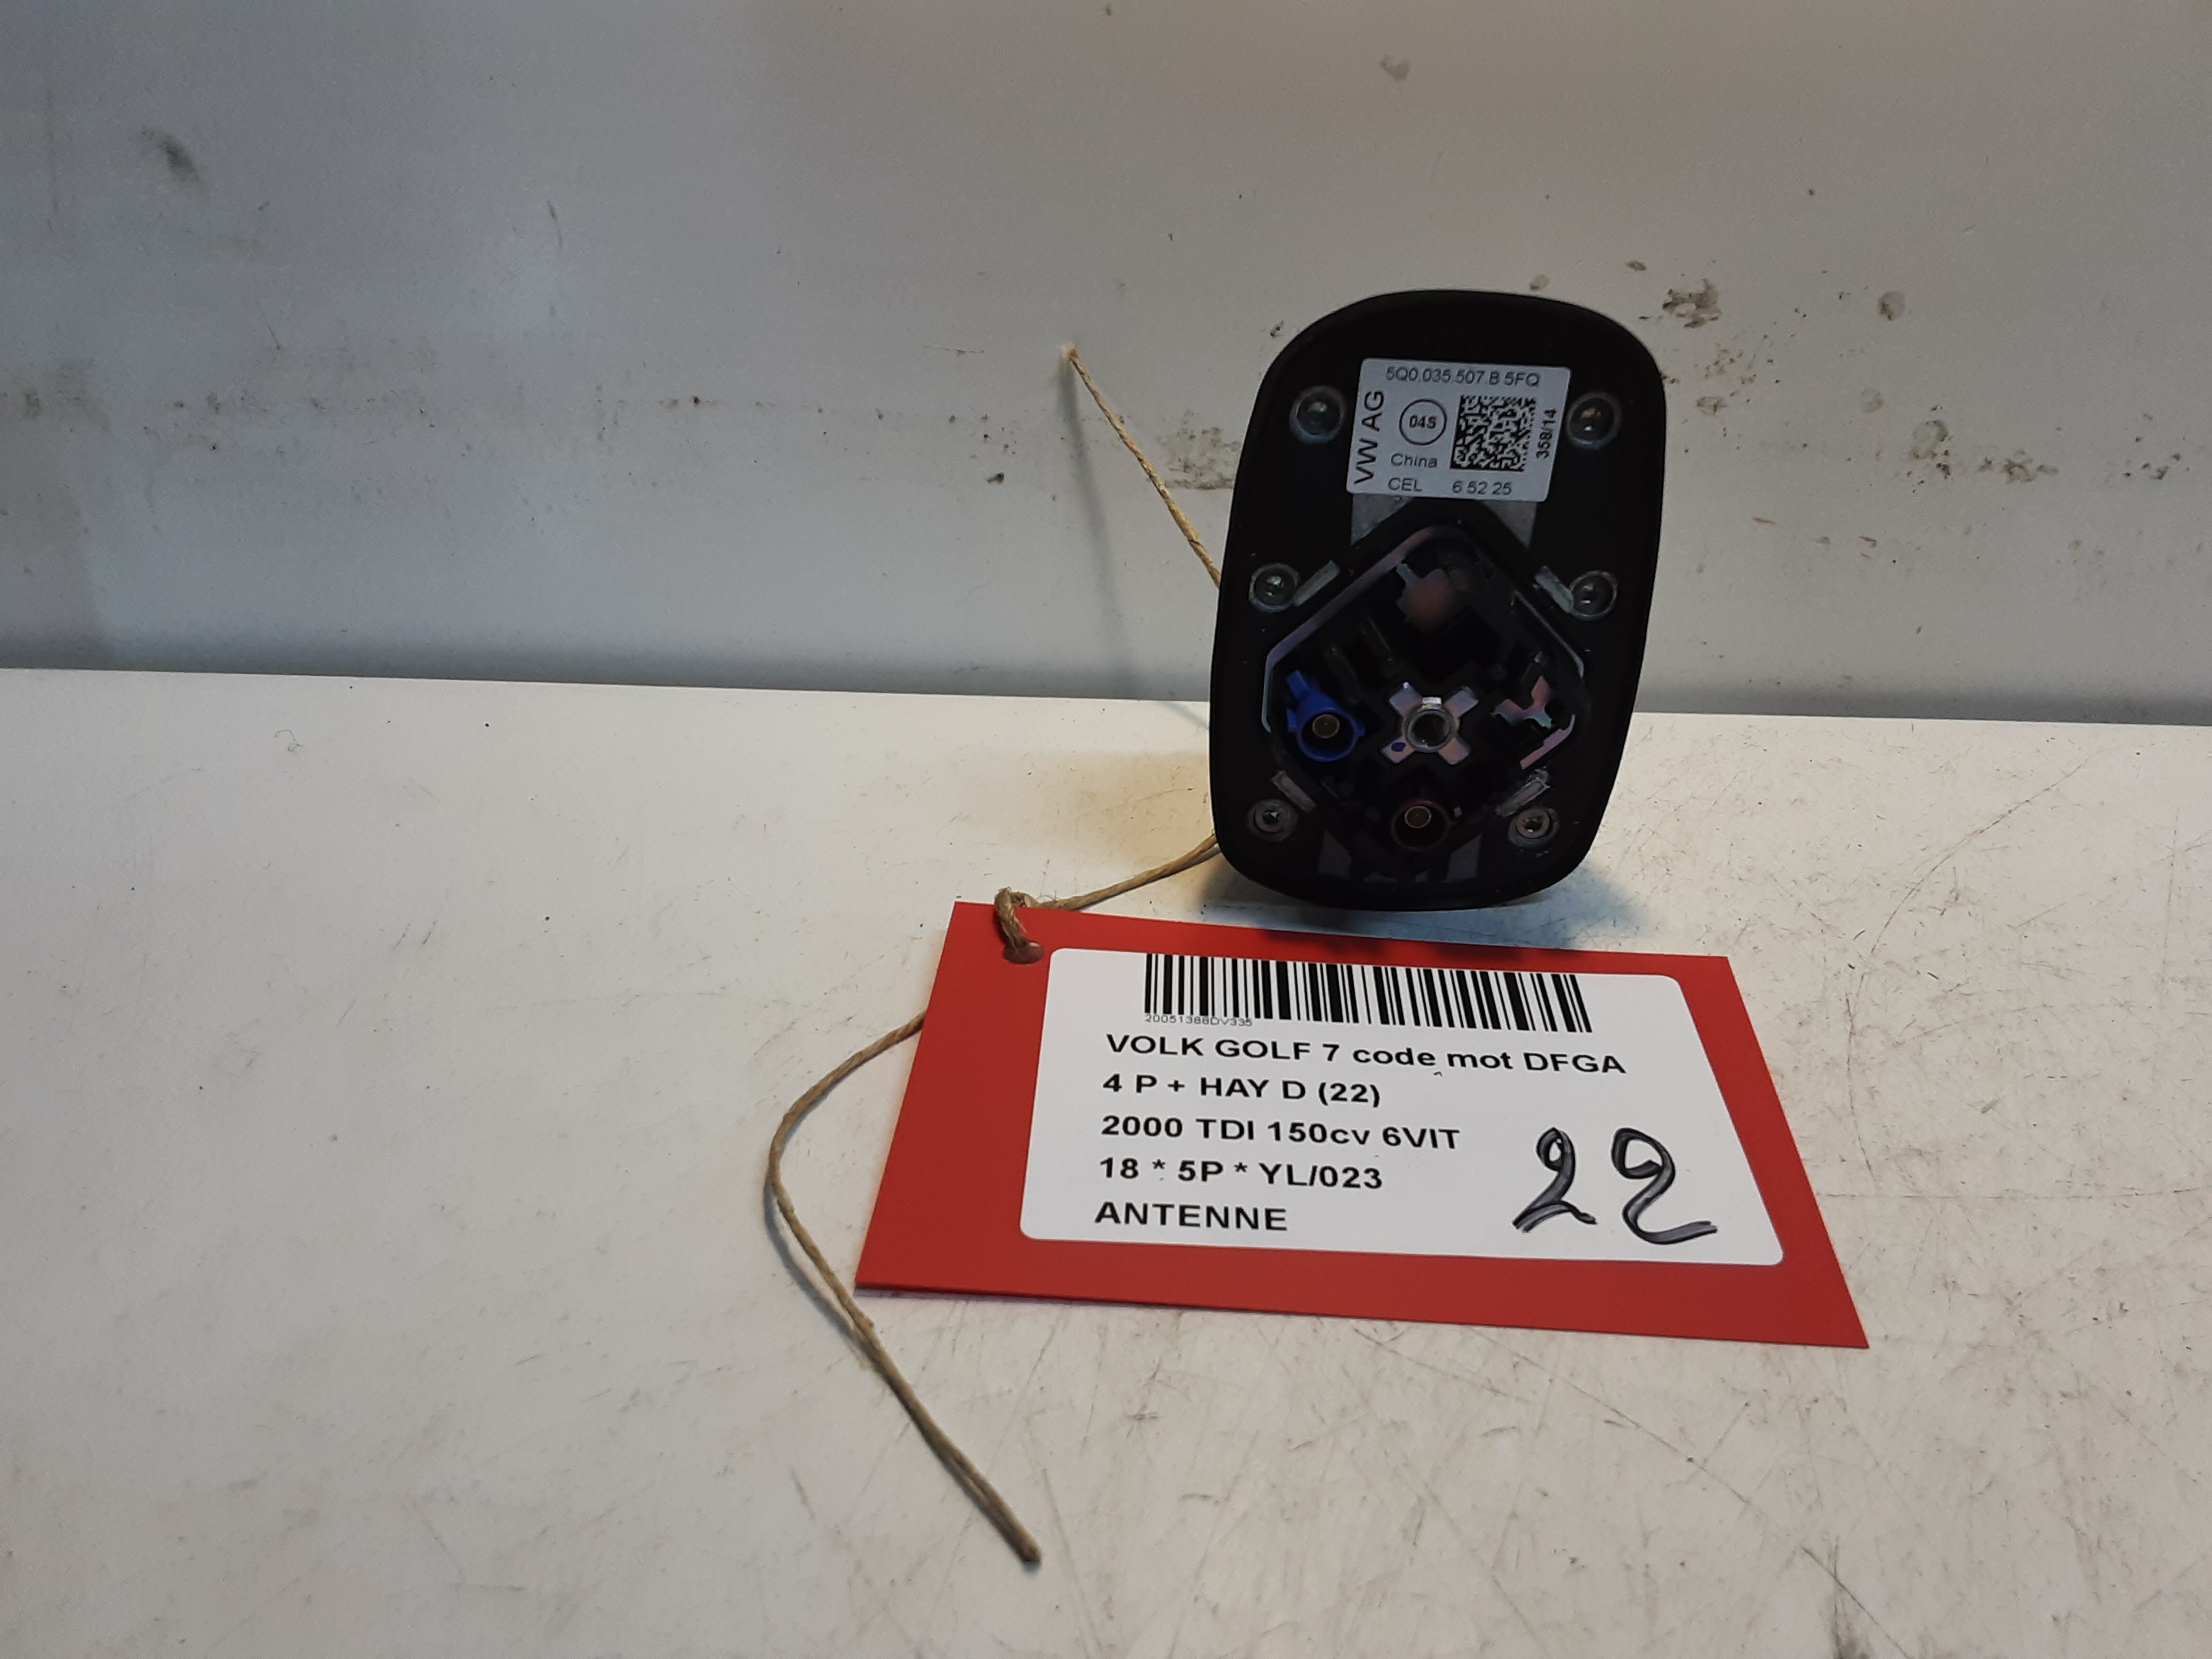 5Q0.035.507.B 5FQ
VW AG
04S
358/14
China
CEL 6 52 25
20051388DV335
VOLK GOLF 7 code mot DFGA
4 P + HAY D (22)
2000 TDI 150cv 6VIT
18 * 5P * YL/023
ANTENNE
22